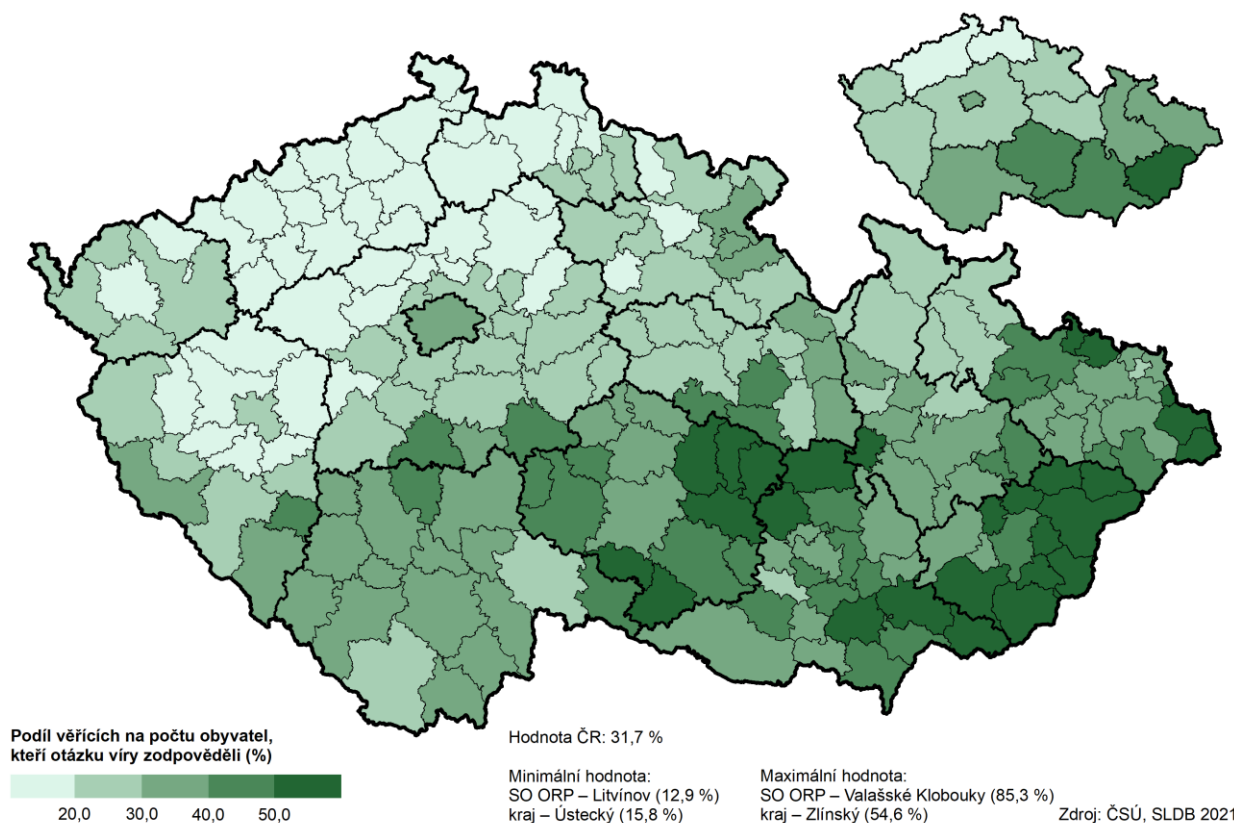 Podíl věřících na počtu obyvatel,
kteří otázku víry zodpověděli (%)
20,0 30,0 40,0 50,0
Hodnota ČR: 31,7 %
Minimální hodnota:
SO ORP – Litvínov (12,9 %)
kraj – Ústecký (15,8 %)
Maximální hodnota:
SO ORP – Valašské Klobouky (85,3 %)
kraj – Zlínský (54,6 %)
Zdroj: ČSÚ, SLDB 2021